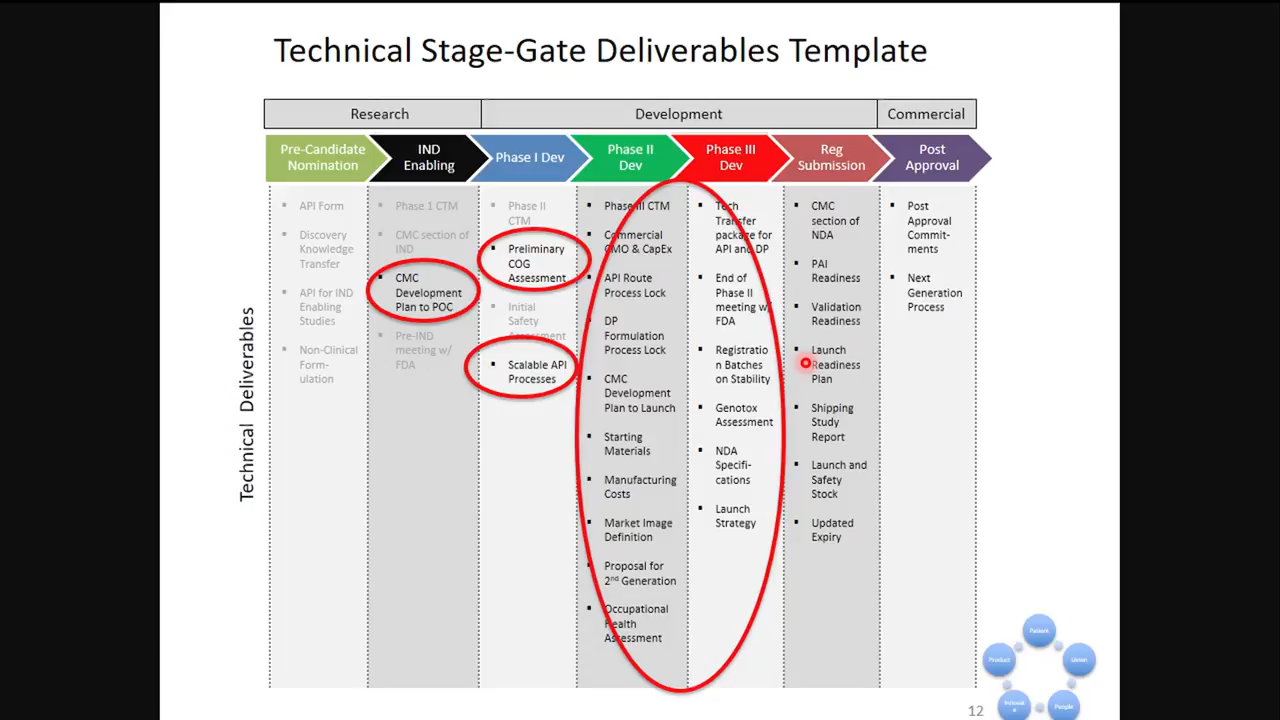 Technical Stage-Gate Deliverables Template
Research
Development
Commercial
Pre-Candidate
Nomination
IND
Enabling
Phase I Dev
Phase II
Dev
Phase III
Dev
Reg
Submission
Post
Approval
Technical Deliverables
▪ API Form
▪ Discovery
Knowledge
Transfer
▪ API for IND
Enabling
Studies
▪ Non-Clinical
Form-
ulation
▪ Phase 1 CTM
▪ CMC section of
IND
▪ CMC
Development
Plan to POC
▪ Pre-IND
meeting w/
FDA
▪ Phase II
CTM
▪ Preliminary
COG
Assessment
▪ Initial
Safety
Assessment
▪ Scalable API
Processes
▪ Phase III CTM
▪ Commercial
CMO & CapEx
▪ API Route
Process Lock
▪ DP
Formulation
Process Lock
▪ CMC
Development
Plan to Launch
▪ Starting
Materials
▪ Manufacturing
Costs
▪ Market Image
Definition
▪ Proposal for
2nd Generation
▪ Occupational
Health
Assessment
▪ Tech
Transfer
package for
API and DP
▪ End of
Phase II
meeting w/
FDA
▪ Registratio
n Batches
on Stability
▪ Genotox
Assessment
▪ NDA
Specifi-
cations
▪ Launch
Strategy
▪ CMC
section of
NDA
▪ PAI
Readiness
▪ Validation
Readiness
▪ Launch
Readiness
Plan
▪ Shipping
Study
Report
▪ Launch and
Safety
Stock
▪ Updated
Expiry
▪ Post
Approval
Commit-
ments
▪ Next
Generation
Process
Patient
Product
Listen
People
12